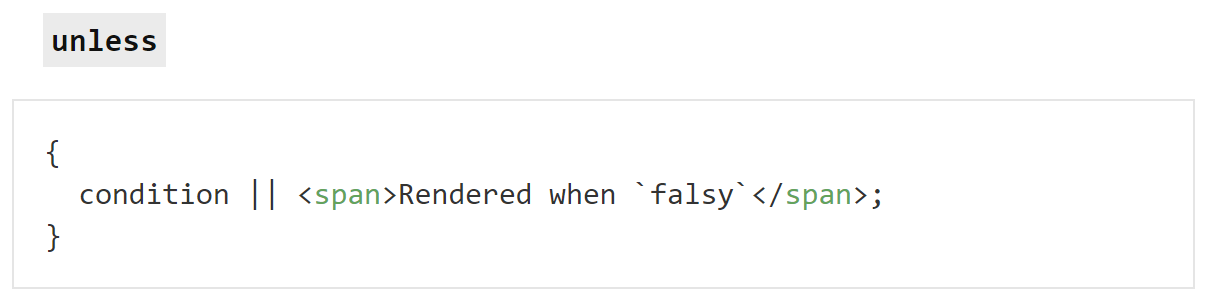 unless
{
  condition || <span>Rendered when `falsy`</span>;
}